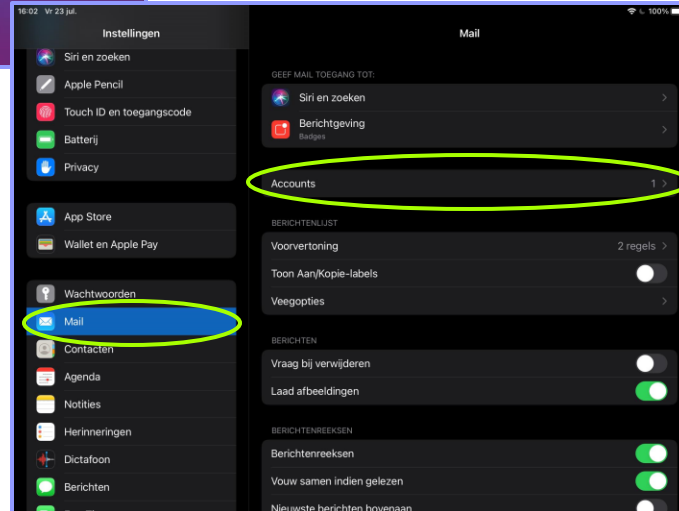 16:02 Vr 23 jul.
100%
Instellingen
Mail
Siri en zoeken
Apple Pencil
Touch ID en toegangscode
Batterij
Privacy
App Store
Wallet en Apple Pay
Wachtwoorden
Mail
Contacten
Agenda
Notities
Herinneringen
Dictafoon
Berichten
GEEF MAIL TOEGANG TOT:
Siri en zoeken
Berichtgeving
Badges
Accounts 1
BERICHTENLIJST
Voorvertoning 2 regels
Toon Aan/Kopie-labels
Veegopties
BERICHTEN
Vraag bij verwijderen
Laad afbeeldingen
BERICHTENREEKSEN
Berichtenreeksen
Vouw samen indien gelezen
Nieuwste berichten bovenaan